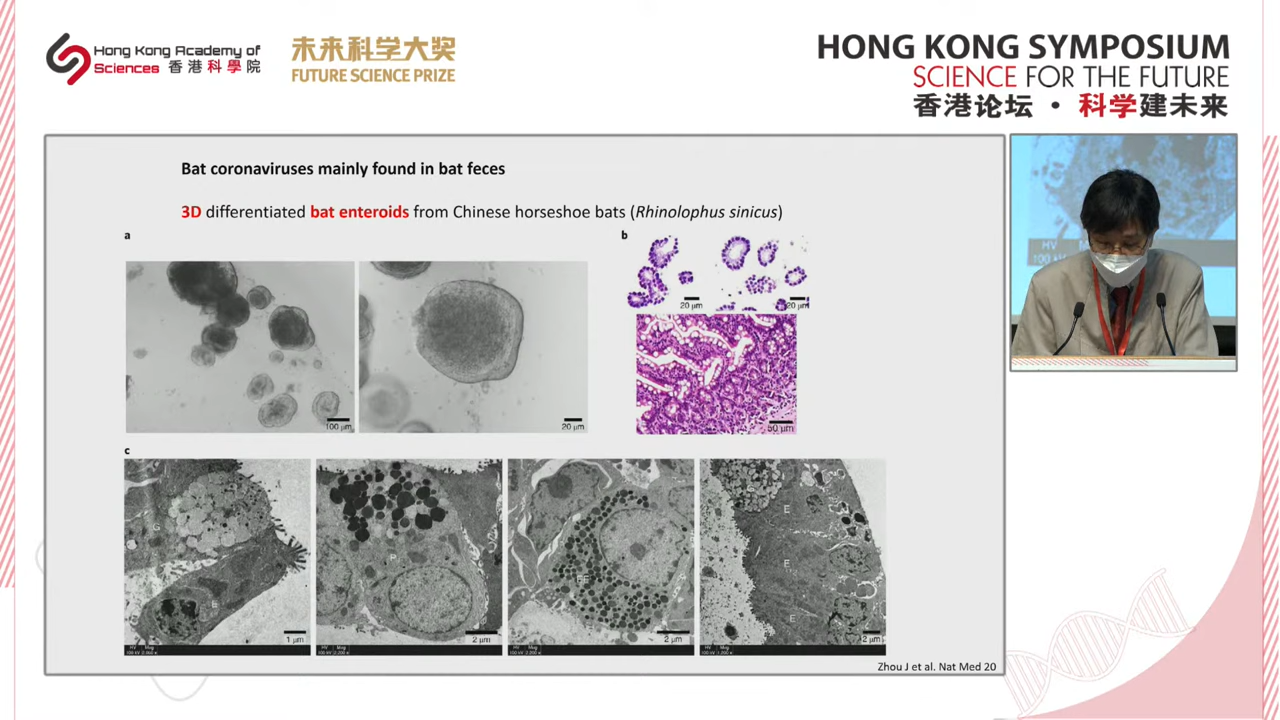 Hong Kong Academy of
Sciences 香港科學院
未来科学大奖
FUTURE SCIENCE PRIZE
HONG KONG SYMPOSIUM
SCIENCE FOR THE FUTURE
香港论坛 · 科学建未来
Bat coronaviruses mainly found in bat feces
3D differentiated bat enteroids from Chinese horseshoe bats (Rhinolophus sinicus)
a
b
100 µm
20 µm
20 µm
20 µm
50 µm
c
G
E
1 µm
P
2 µm
EE
2 µm
E
E
E
2 µm
Zhou J et al. Nat Med 20
HV
100 kV